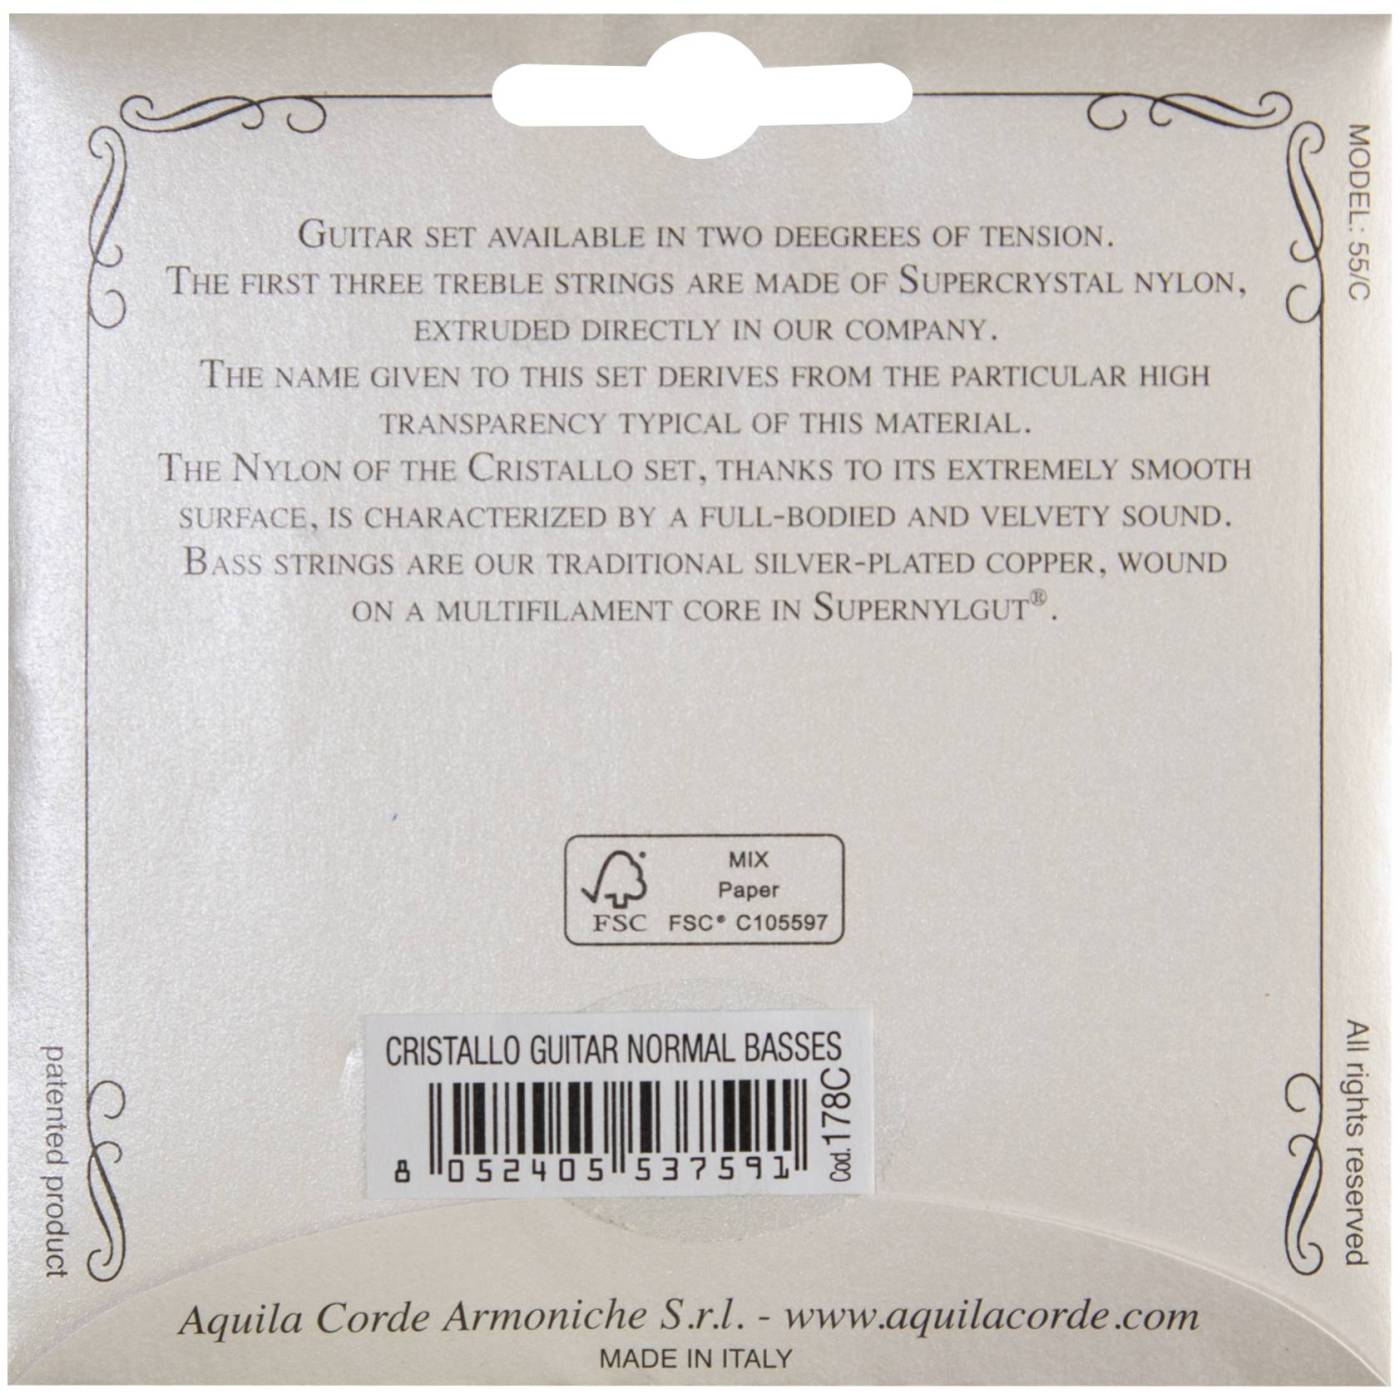 GUITAR SET AVAILABLE IN TWO DEEGREES OF TENSION.
THE FIRST THREE TREBLE STRINGS ARE MADE OF SUPERCRYSTAL NYLON,
EXTRUDED DIRECTLY IN OUR COMPANY.
THE NAME GIVEN TO THIS SET DERIVES FROM THE PARTICULAR HIGH
TRANSPARENCY TYPICAL OF THIS MATERIAL.
THE NYLON OF THE CRISTALLO SET, THANKS TO ITS EXTREMELY SMOOTH
SURFACE, IS CHARACTERIZED BY A FULL-BODIED AND VELVETY SOUND.
BASS STRINGS ARE OUR TRADITIONAL SILVER-PLATED COPPER, WOUND
ON A MULTIFILAMENT CORE IN SUPERNYLGUT®.
MODEL: 55/C
MIX
Paper
FSC
FSC® C105597
CRISTALLO GUITAR NORMAL BASSES
8 052405 537591
Cod.178C
patented product
All rights reserved
Aquila Corde Armoniche S.r.l. - www.aquilacorde.com
MADE IN ITALY